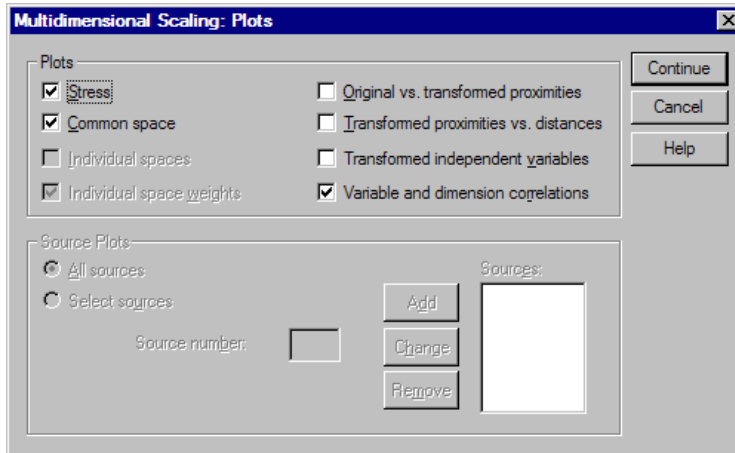 Multidimensional Scaling: Plots
Plots
Stress
Common space
Individual spaces
Individual space weights
Original vs. transformed proximities
Transformed proximities vs. distances
Transformed independent variables
Variable and dimension correlations
Continue
Cancel
Help
Source Plots
All sources
Select sources
Source number:
Add
Change
Remove
Sources: